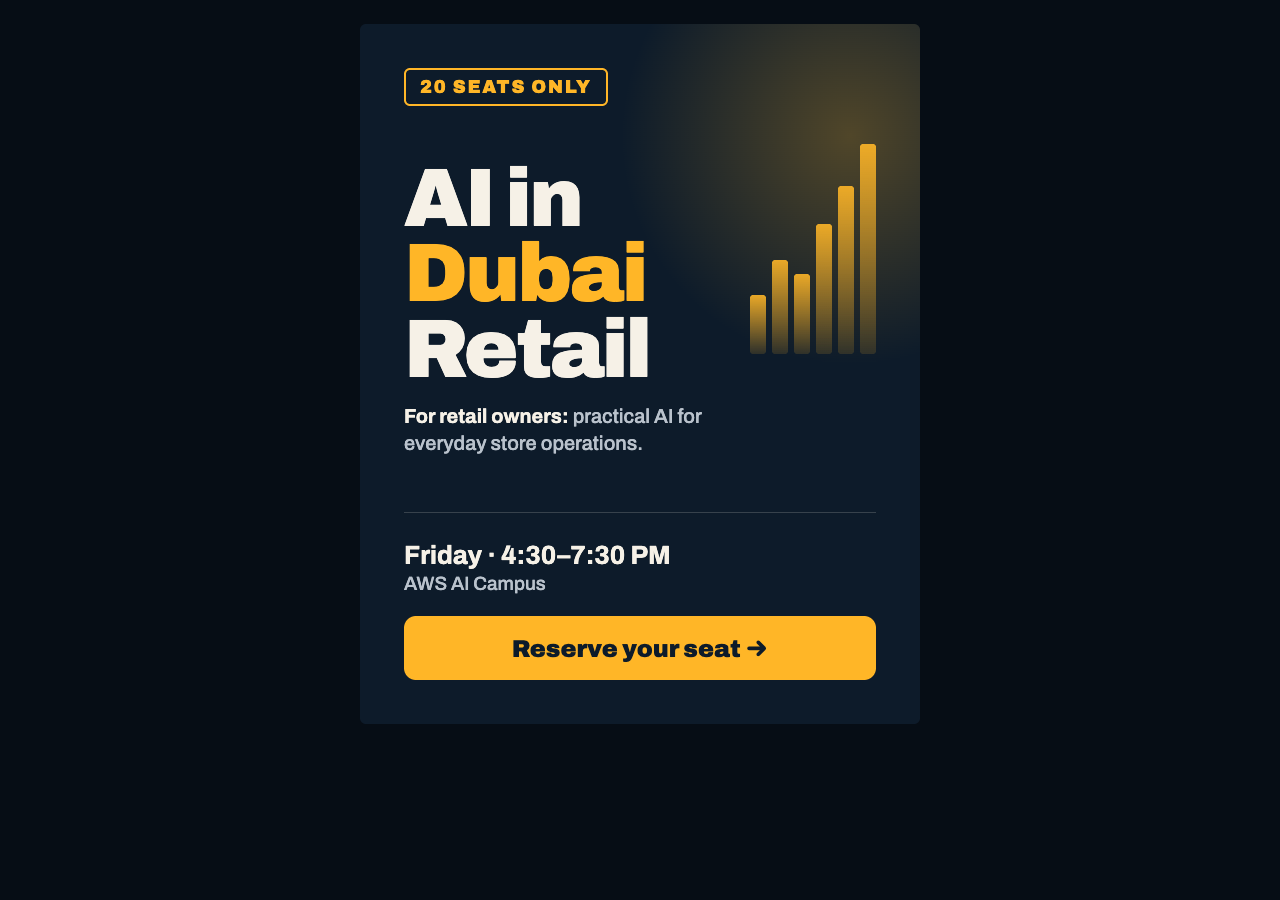 20 SEATS ONLY
AI in
Dubai
Retail
For retail owners: practical AI for
everyday store operations.
Friday · 4:30–7:30 PM
AWS AI Campus
Reserve your seat →